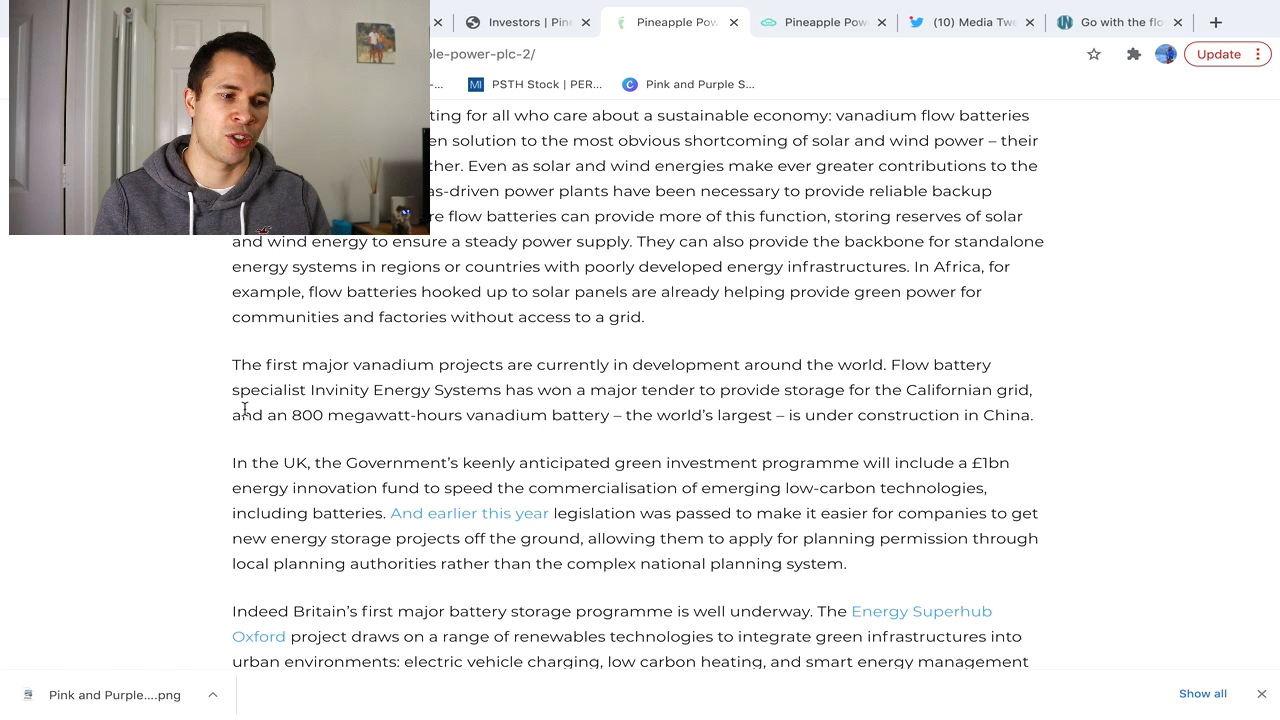 Investors | Pin
Pineapple Pow
Pineapple Pow
(10) Media Twe
Go with the flo
le-power-plc-2/
Update
PSTH Stock | PER...
Pink and Purple S...
ting for all who care about a sustainable economy: vanadium flow batteries
en solution to the most obvious shortcoming of solar and wind power – their
ther. Even as solar and wind energies make ever greater contributions to the
as-driven power plants have been necessary to provide reliable backup
re flow batteries can provide more of this function, storing reserves of solar
and wind energy to ensure a steady power supply. They can also provide the backbone for standalone
energy systems in regions or countries with poorly developed energy infrastructures. In Africa, for
example, flow batteries hooked up to solar panels are already helping provide green power for
communities and factories without access to a grid.
The first major vanadium projects are currently in development around the world. Flow battery
specialist Invinity Energy Systems has won a major tender to provide storage for the Californian grid,
and an 800 megawatt-hours vanadium battery – the world's largest – is under construction in China.
In the UK, the Government's keenly anticipated green investment programme will include a £1bn
energy innovation fund to speed the commercialisation of emerging low-carbon technologies,
including batteries. And earlier this year legislation was passed to make it easier for companies to get
new energy storage projects off the ground, allowing them to apply for planning permission through
local planning authorities rather than the complex national planning system.
Indeed Britain's first major battery storage programme is well underway. The Energy Superhub
Oxford project draws on a range of renewables technologies to integrate green infrastructures into
urban environments: electric vehicle charging, low carbon heating, and smart energy management
Pink and Purple....png
Show all